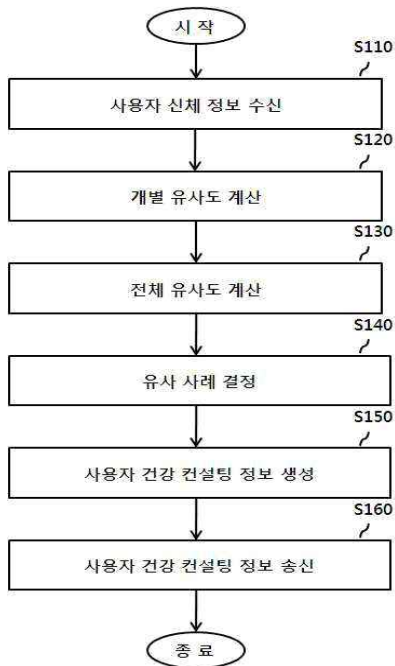 시 작
S110
사용자 신체 정보 수신
S120
개별 유사도 계산
S130
전체 유사도 계산
S140
유사 사례 결정
S150
사용자 건강 컨설팅 정보 생성
S160
사용자 건강 컨설팅 정보 송신
종 료